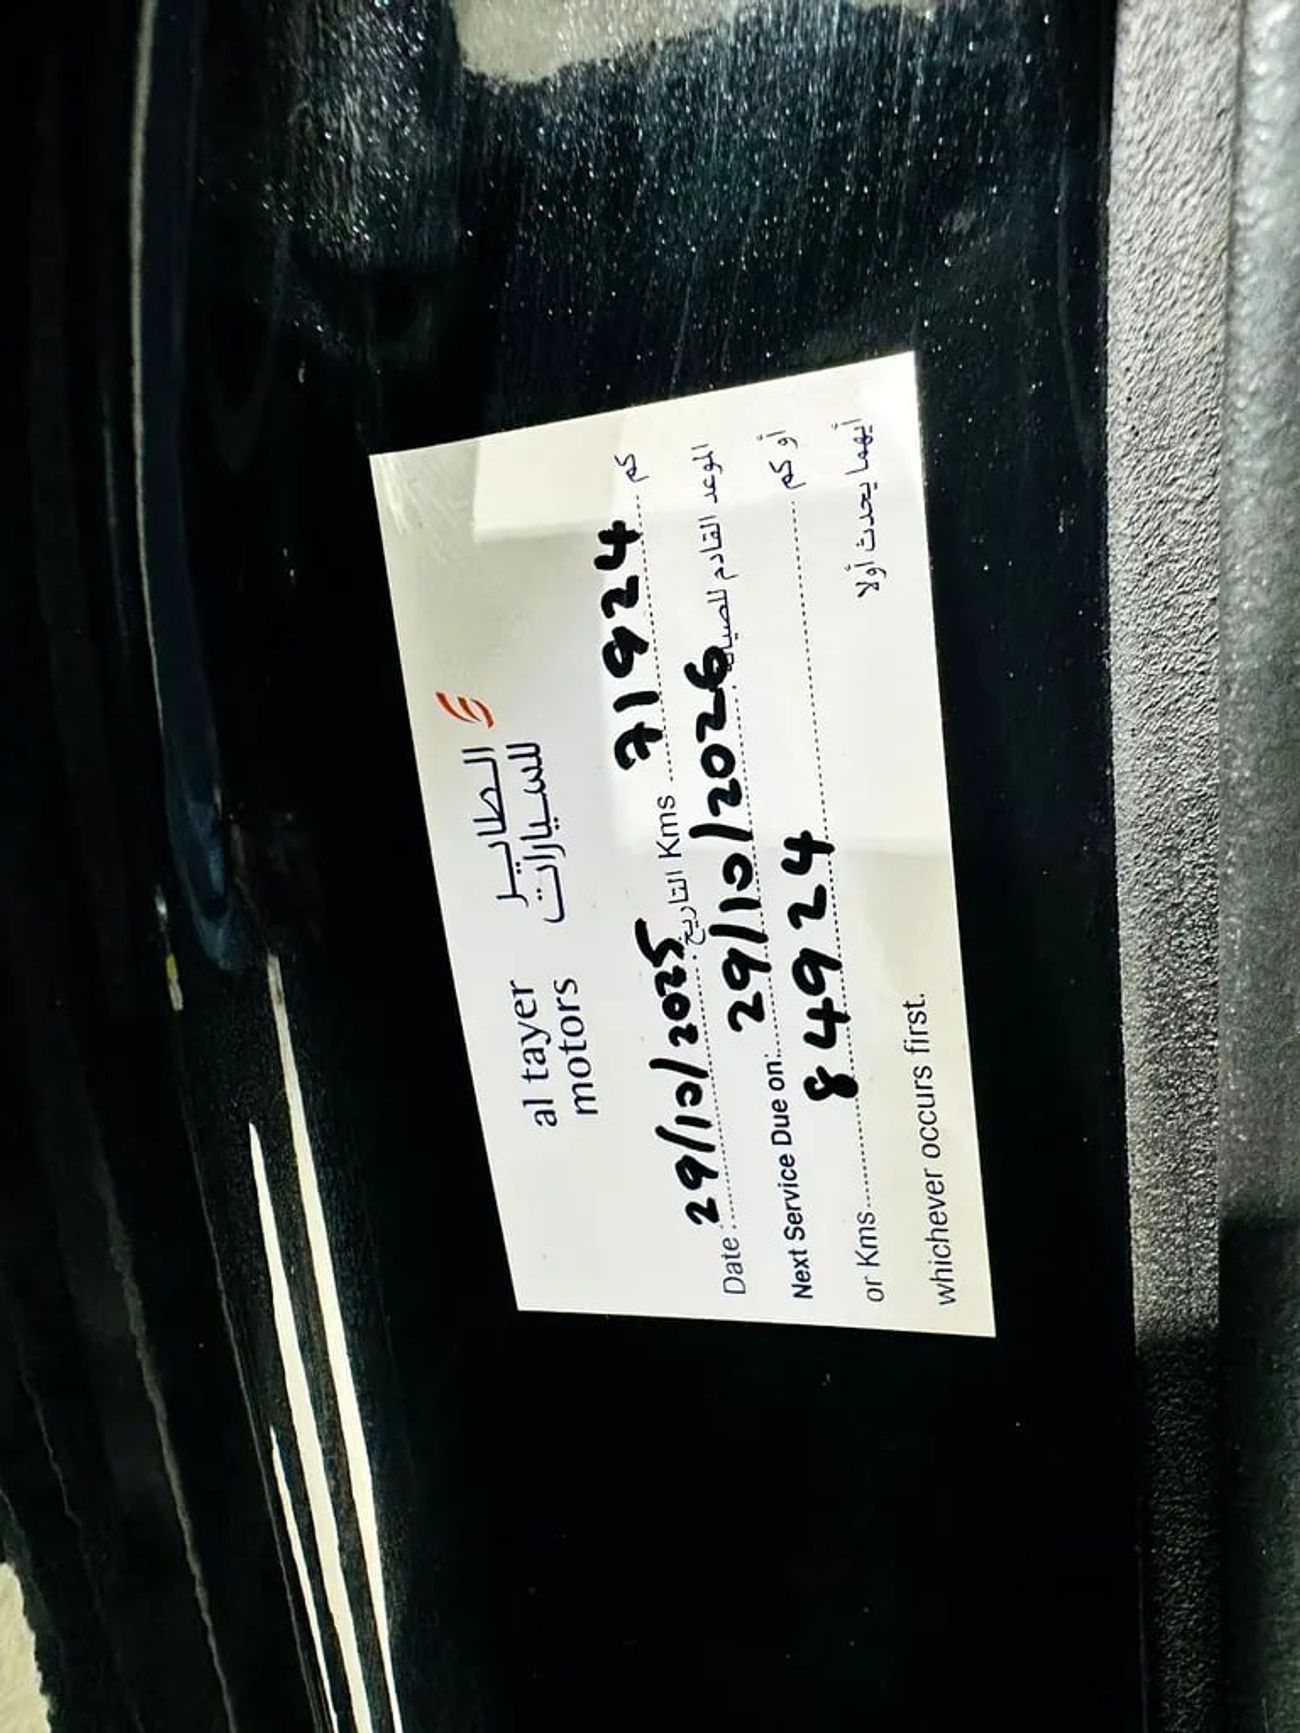 al tayer motors
الطاير للسيارات
Date: 29/10/2025 التاريخ Kms 71924 كم
Next Service Due on: 29/10/2026 الموعد القادم للصيانة
or Kms 84924 أو كم
whichever occurs first. أيهما يحدث أولا